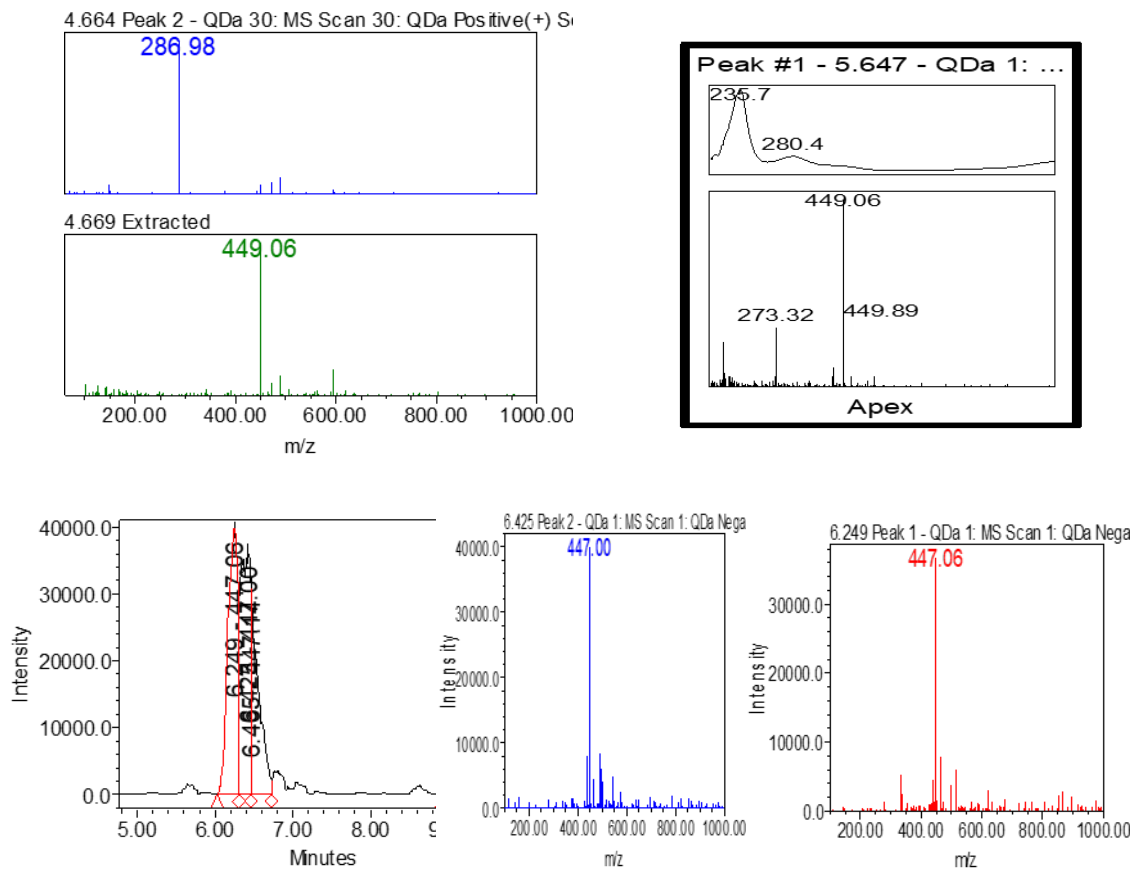 4.664 Peak 2 - QDa 30: MS Scan 30: QDa Positive(+) Sc
286.98
4.669 Extracted
449.06
200.00 400.00 600.00 800.00 1000.00
m/z
Peak #1 - 5.647 - QDa 1: ...
235.7
280.4
449.06
273.32
449.89
Apex
40000.0
30000.0
20000.0
10000.0
0.0
Intensity
6.249 - 447.06
5.00 6.00 7.00 8.00 9
Minutes
6.425 Peak 2 - QDa 1: MS Scan 1: QDa Nega
447.00
40000.0
30000.0
20000.0
10000.0
0.0
Intensity
200.00 400.00 600.00 800.00 1000.00
m/z
6.249 Peak 1 - QDa 1: MS Scan 1: QDa Nega
447.06
30000.0
20000.0
10000.0
0.0
Intensity
200.00 400.00 600.00 800.00 1000.00
m/z